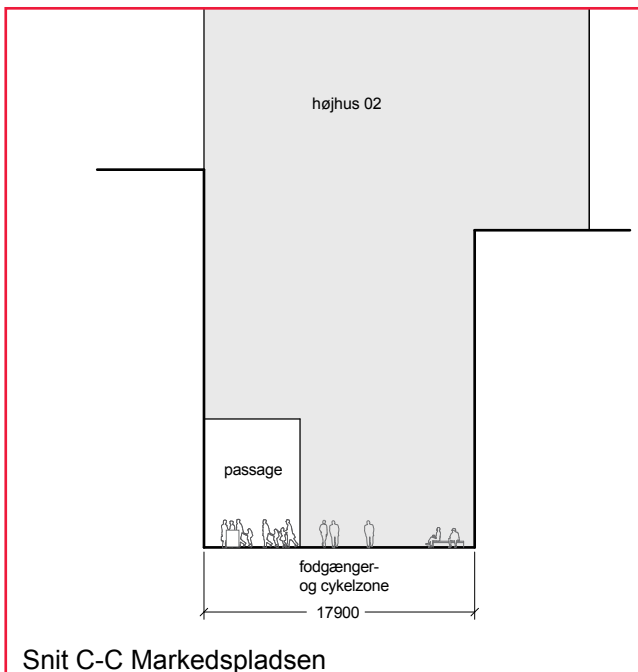 højhus 02
passage
fodgænger-
og cykelzone
17900
Snit C-C Markedspladsen